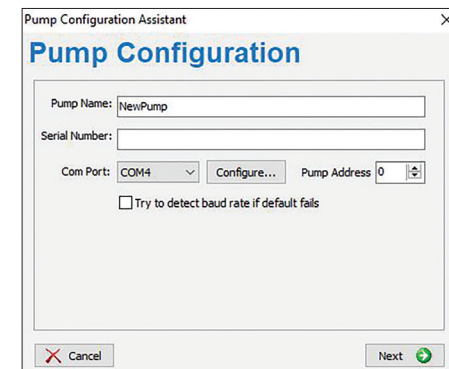 Pump Configuration Assistant
Pump Configuration
Pump Name: NewPump
Serial Number:
Com Port: COM4 Configure... Pump Address 0
Try to detect baud rate if default fails
Cancel Next